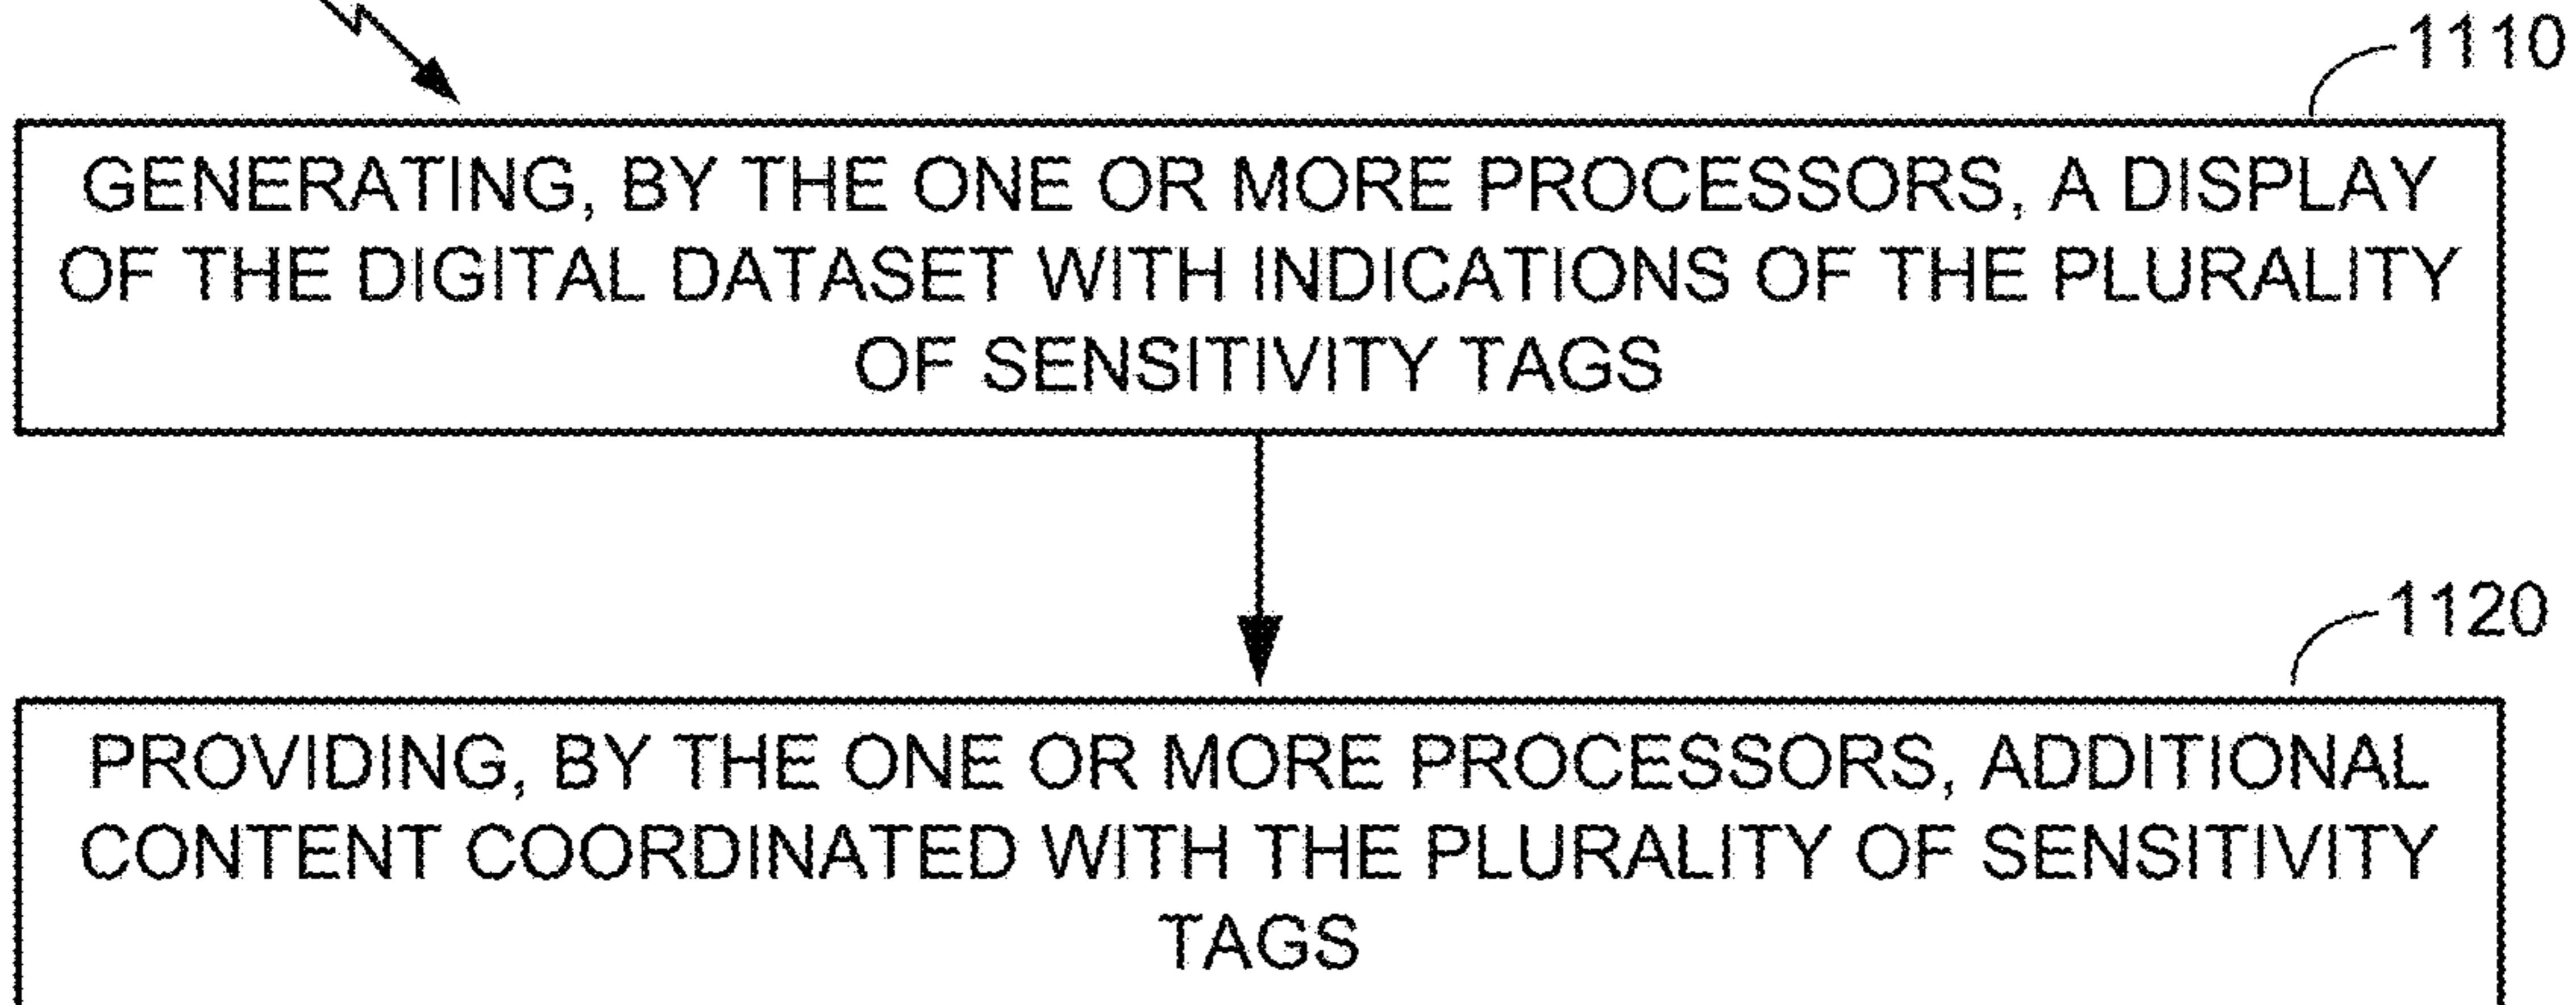 1110
GENERATING, BY THE ONE OR MORE PROCESSORS, A DISPLAY
OF THE DIGITAL DATASET WITH INDICATIONS OF THE PLURALITY
OF SENSITIVITY TAGS
1120
PROVIDING, BY THE ONE OR MORE PROCESSORS, ADDITIONAL
CONTENT COORDINATED WITH THE PLURALITY OF SENSITIVITY
TAGS